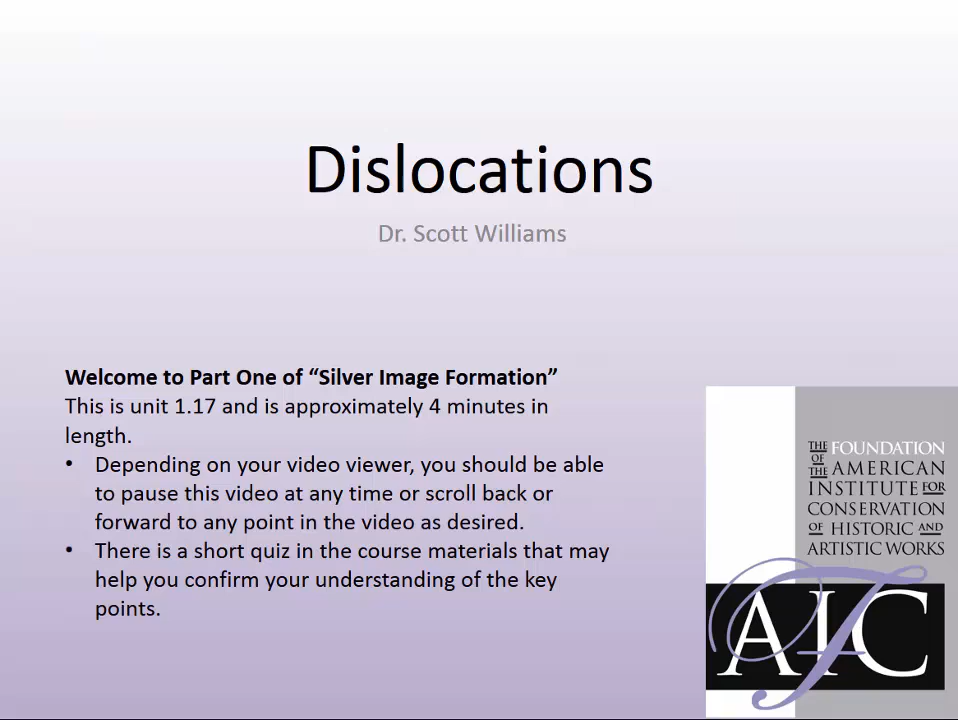 Dislocations
Dr. Scott Williams
Welcome to Part One of “Silver Image Formation”
This is unit 1.17 and is approximately 4 minutes in
length.
• Depending on your video viewer, you should be able
to pause this video at any time or scroll back or
forward to any point in the video as desired.
• There is a short quiz in the course materials that may
help you confirm your understanding of the key
points.
THE FOUNDATION
OF
THE AMERICAN
INSTITUTE FOR
CONSERVATION
OF HISTORIC AND
ARTISTIC WORKS
AIC
F